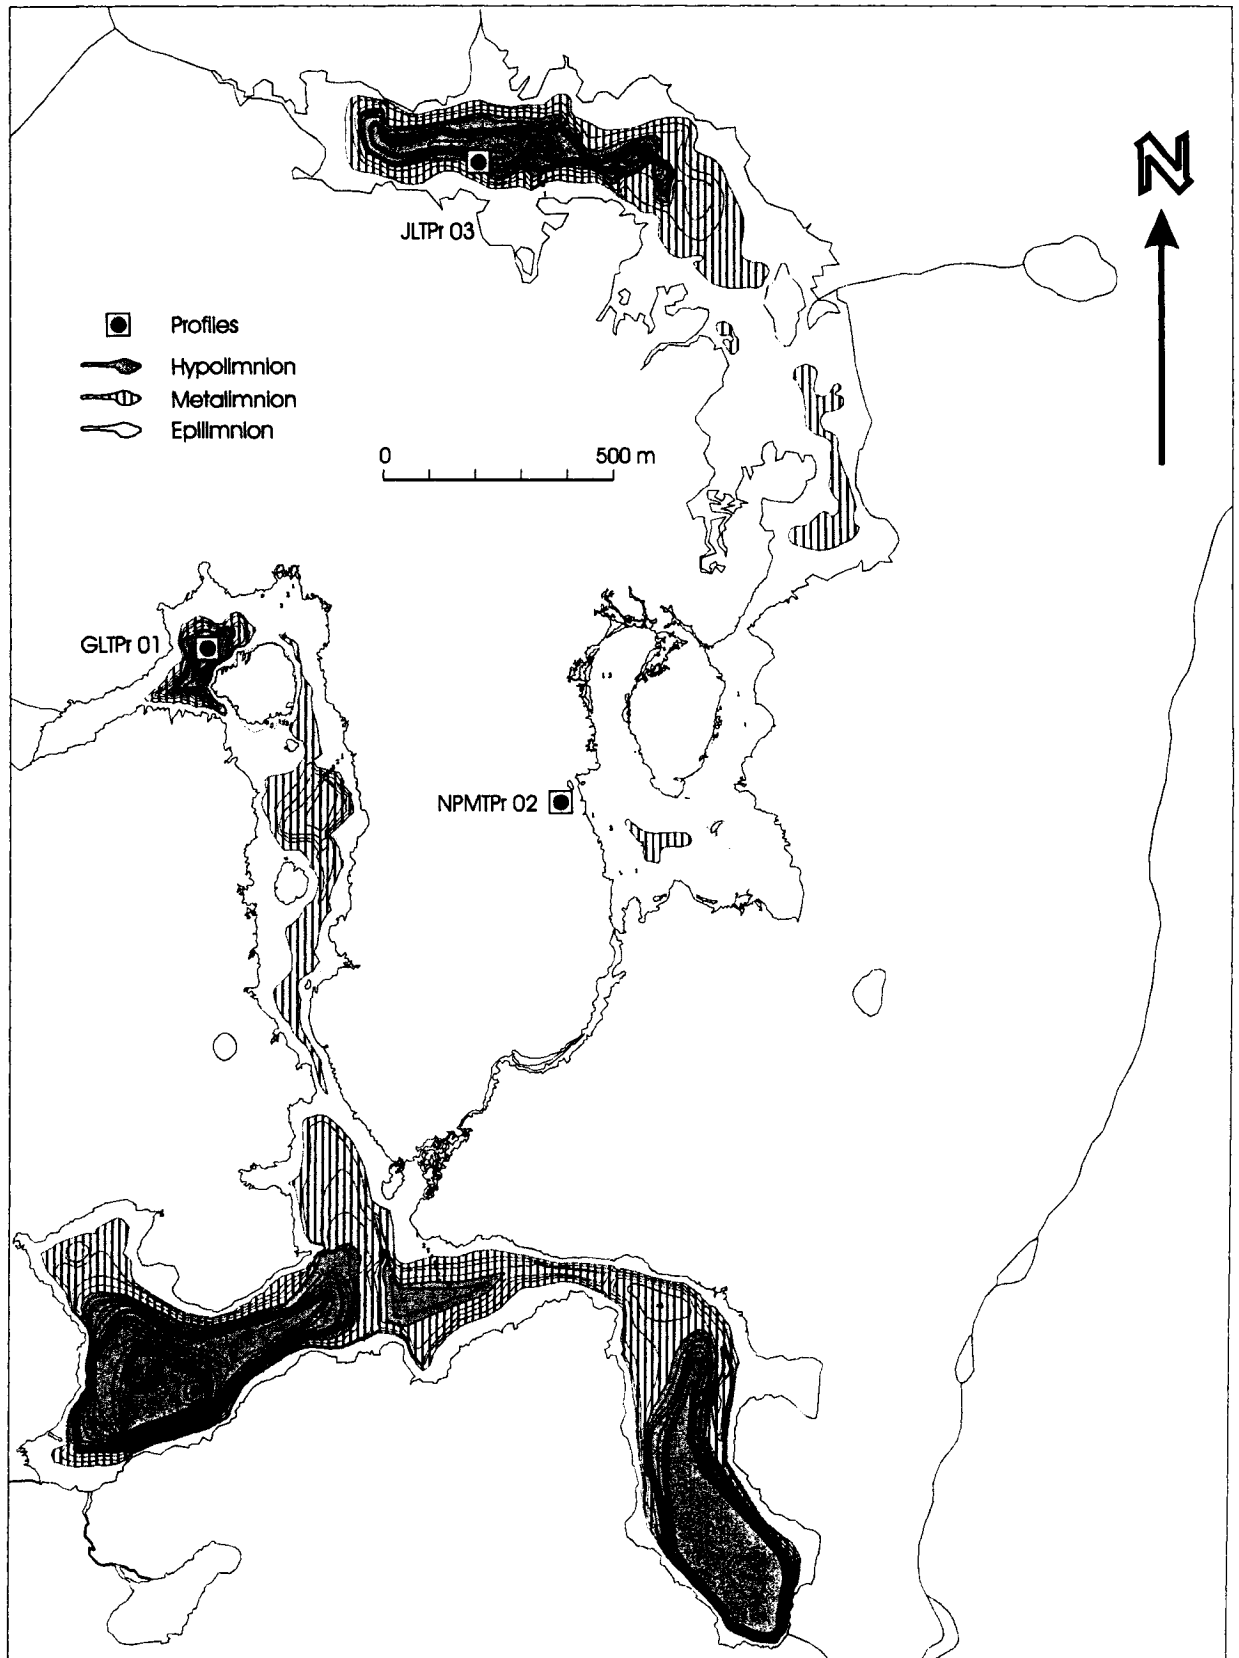 N
JLTPr 03
Profiles
Hypolimnion
Metalimnion
Epilimnion
0 500 m
GLTPr 01
NPMTPr 02